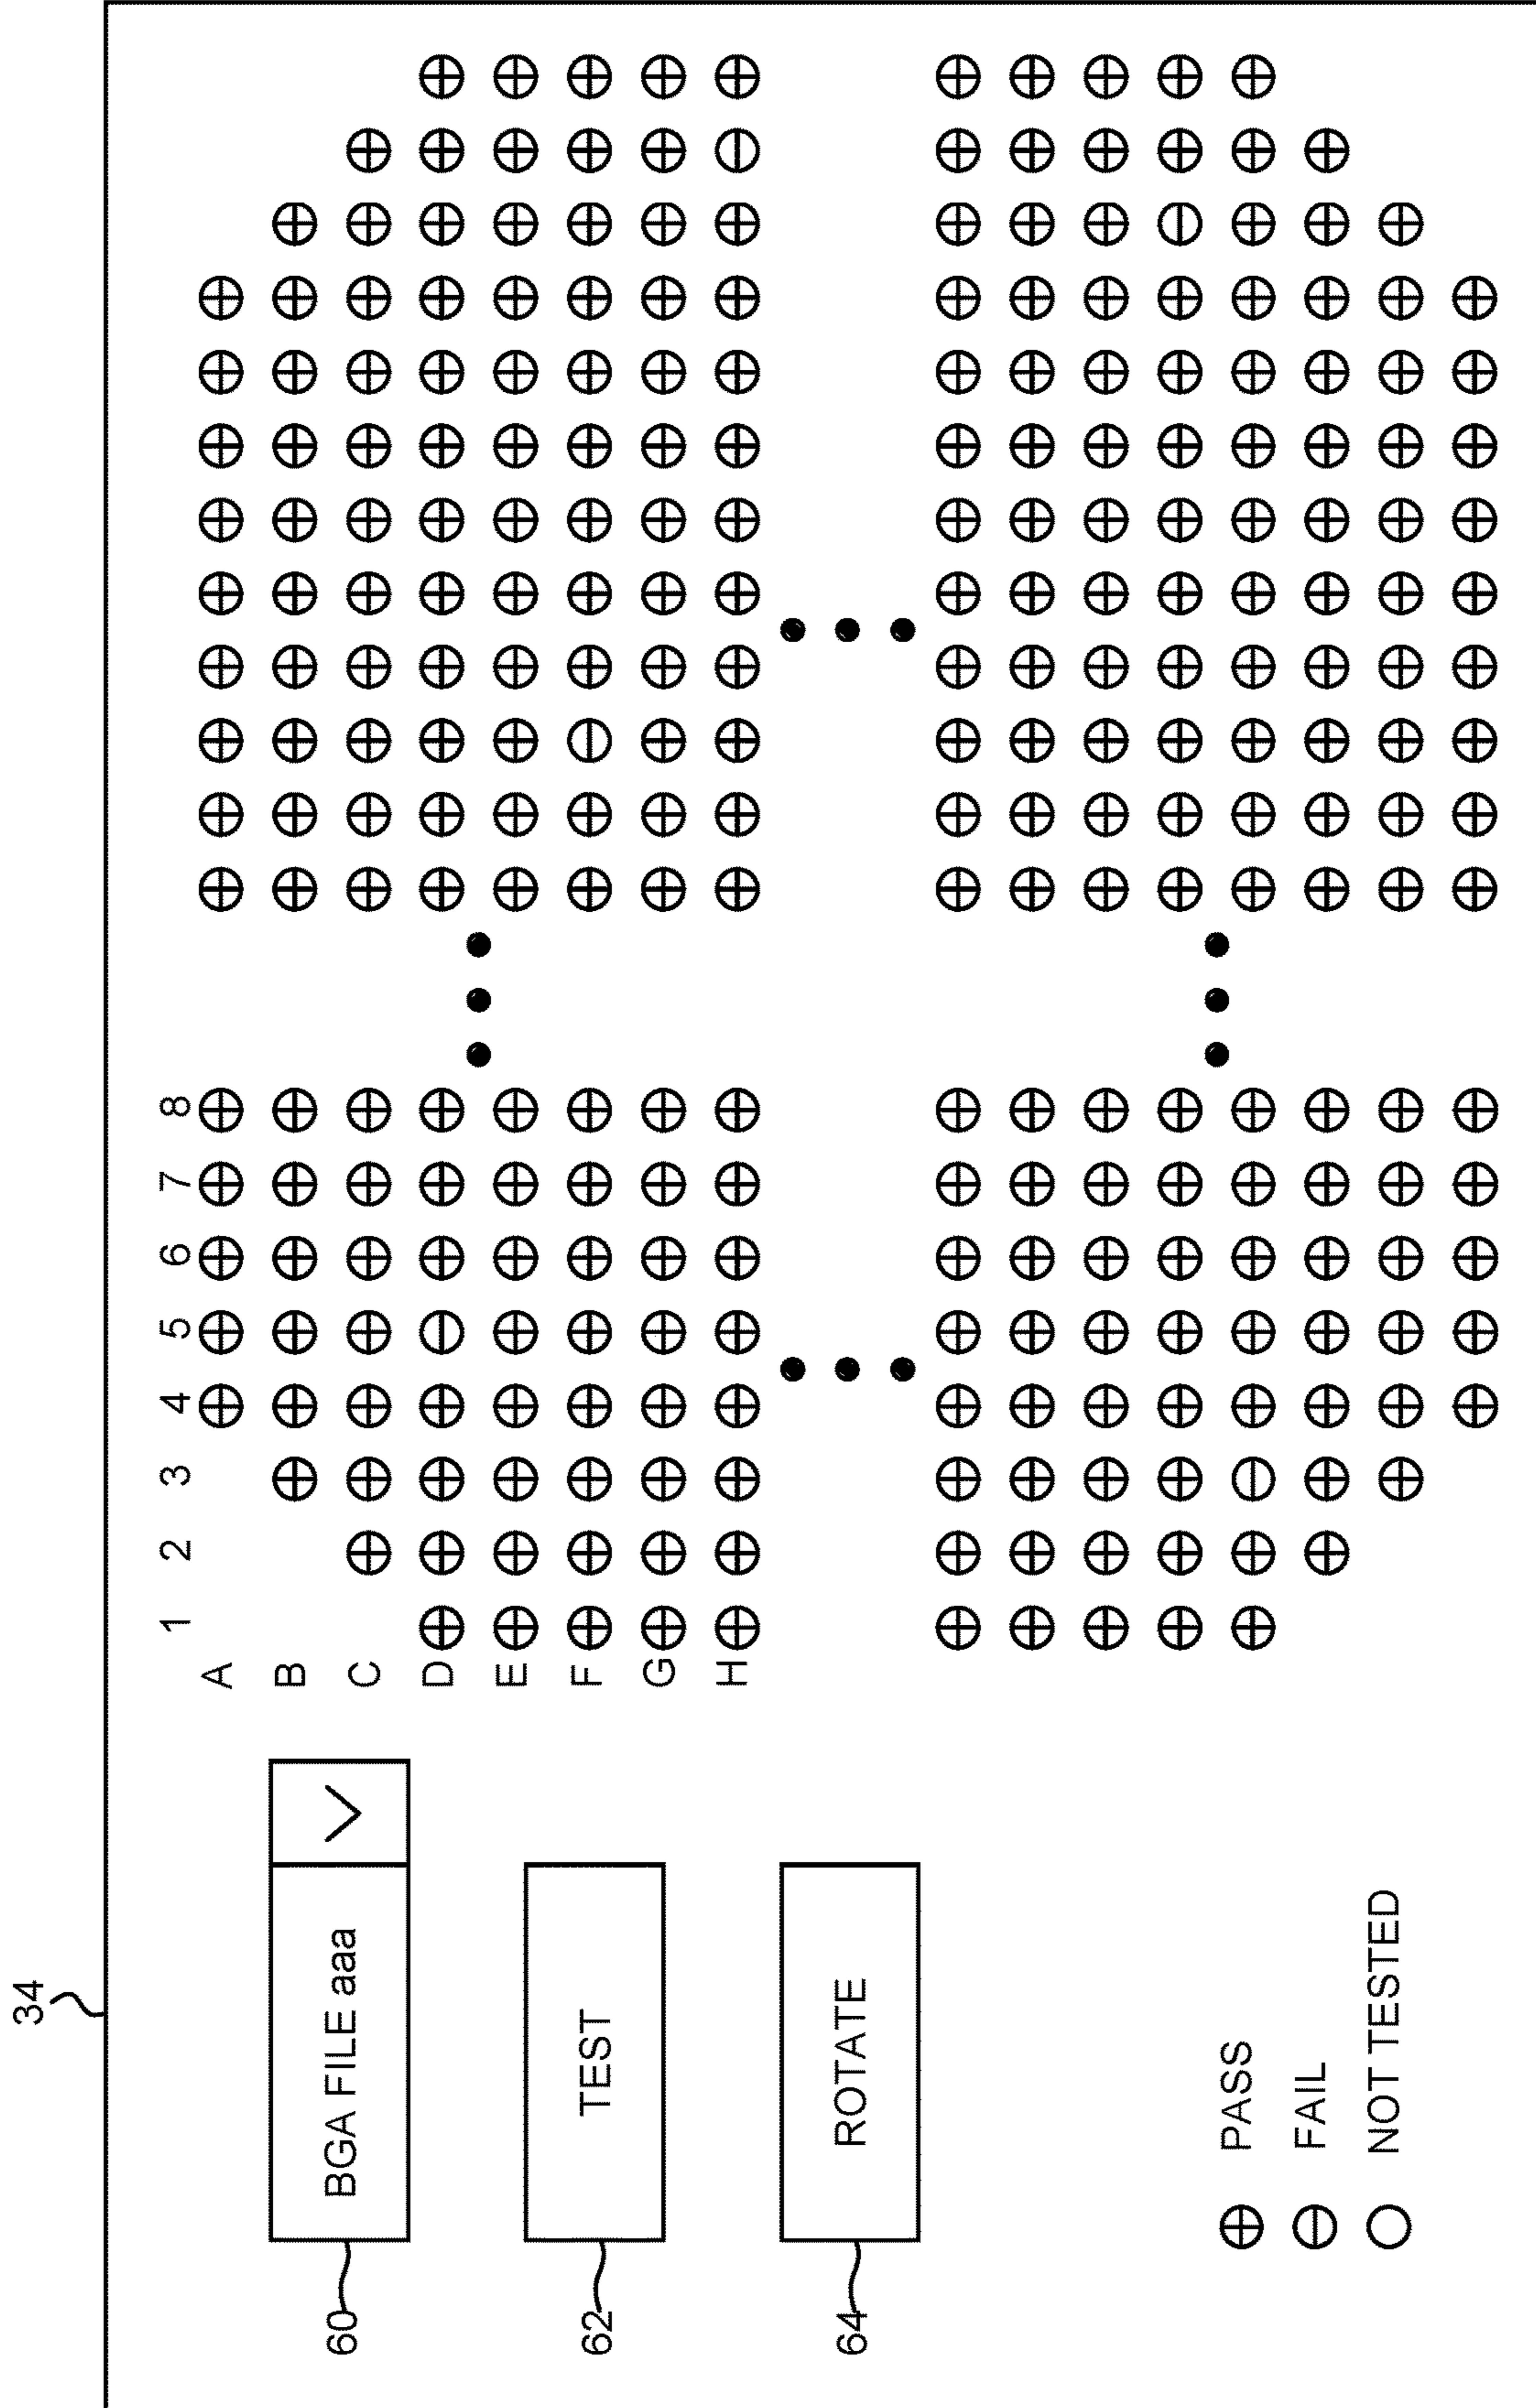 34
60
BGA FILE aaa
62
TEST
64
ROTATE
1 2 3 4 5 6 7 8
A
B
C
D
E
F
G
H
PASS
FAIL
NOT TESTED